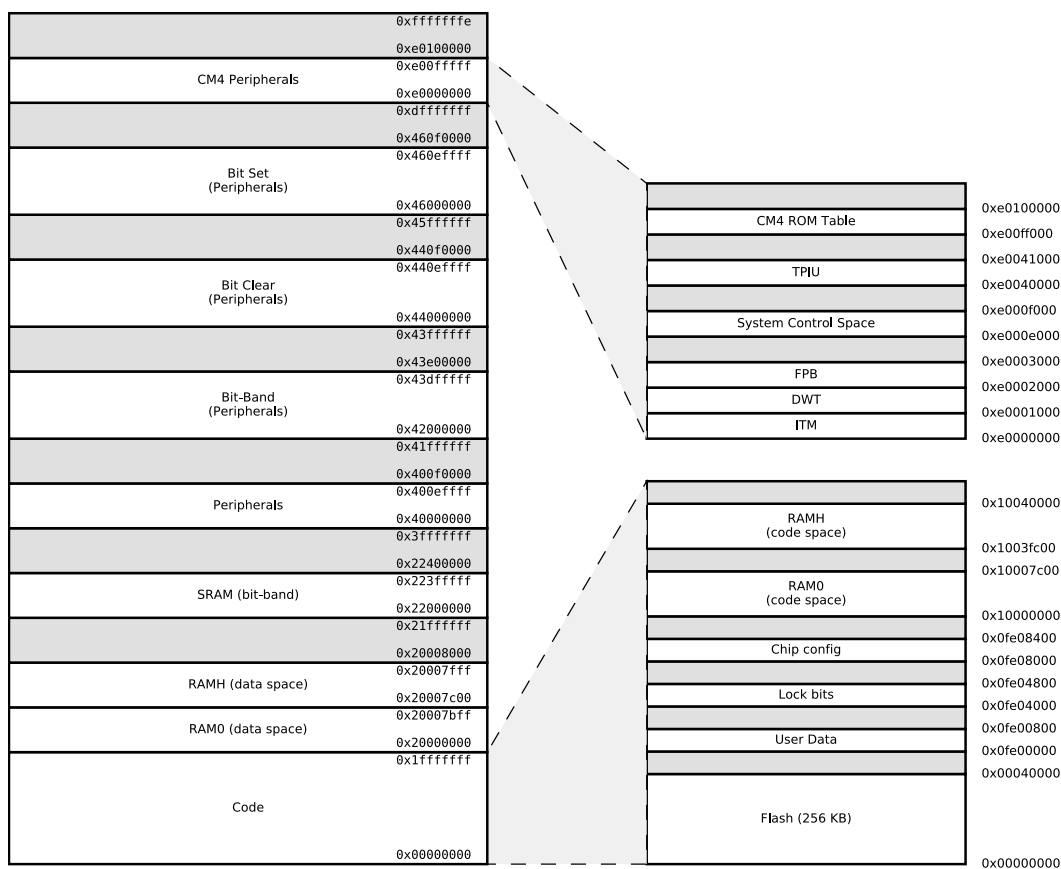 0xfffffffe
0xe0100000
0xe00fffff
CM4 Peripherals
0xe0000000
0xdfffffff
0x460f0000
0x460effff
Bit Set
(Peripherals)
0x46000000
0x45ffffff
0x440f0000
0x440effff
Bit Clear
(Peripherals)
0x44000000
0x43ffffff
0x43e00000
0x43dfffff
Bit-Band
(Peripherals)
0x42000000
0x41ffffff
0x400f0000
0x400effff
Peripherals
0x40000000
0x3fffffff
0x22400000
0x223fffff
SRAM (bit-band)
0x22000000
0x21ffffff
0x20008000
0x20007fff
RAMH (data space)
0x20007c00
0x20007bff
RAM0 (data space)
0x20000000
0x1fffffff
Code
0x00000000
0xe0100000
CM4 ROM Table
0xe00ff000
0xe0041000
TPIU
0xe0040000
0xe000f000
System Control Space
0xe000e000
0xe0003000
FPB
0xe0002000
DWT
0xe0001000
ITM
0xe0000000
0x10040000
RAMH
(code space)
0x1003fc00
0x10007c00
RAM0
(code space)
0x10000000
0x0fe08400
Chip config
0x0fe08000
0x0fe04800
Lock bits
0x0fe04000
0x0fe00800
User Data
0x0fe00000
0x00040000
Flash (256 KB)
0x00000000